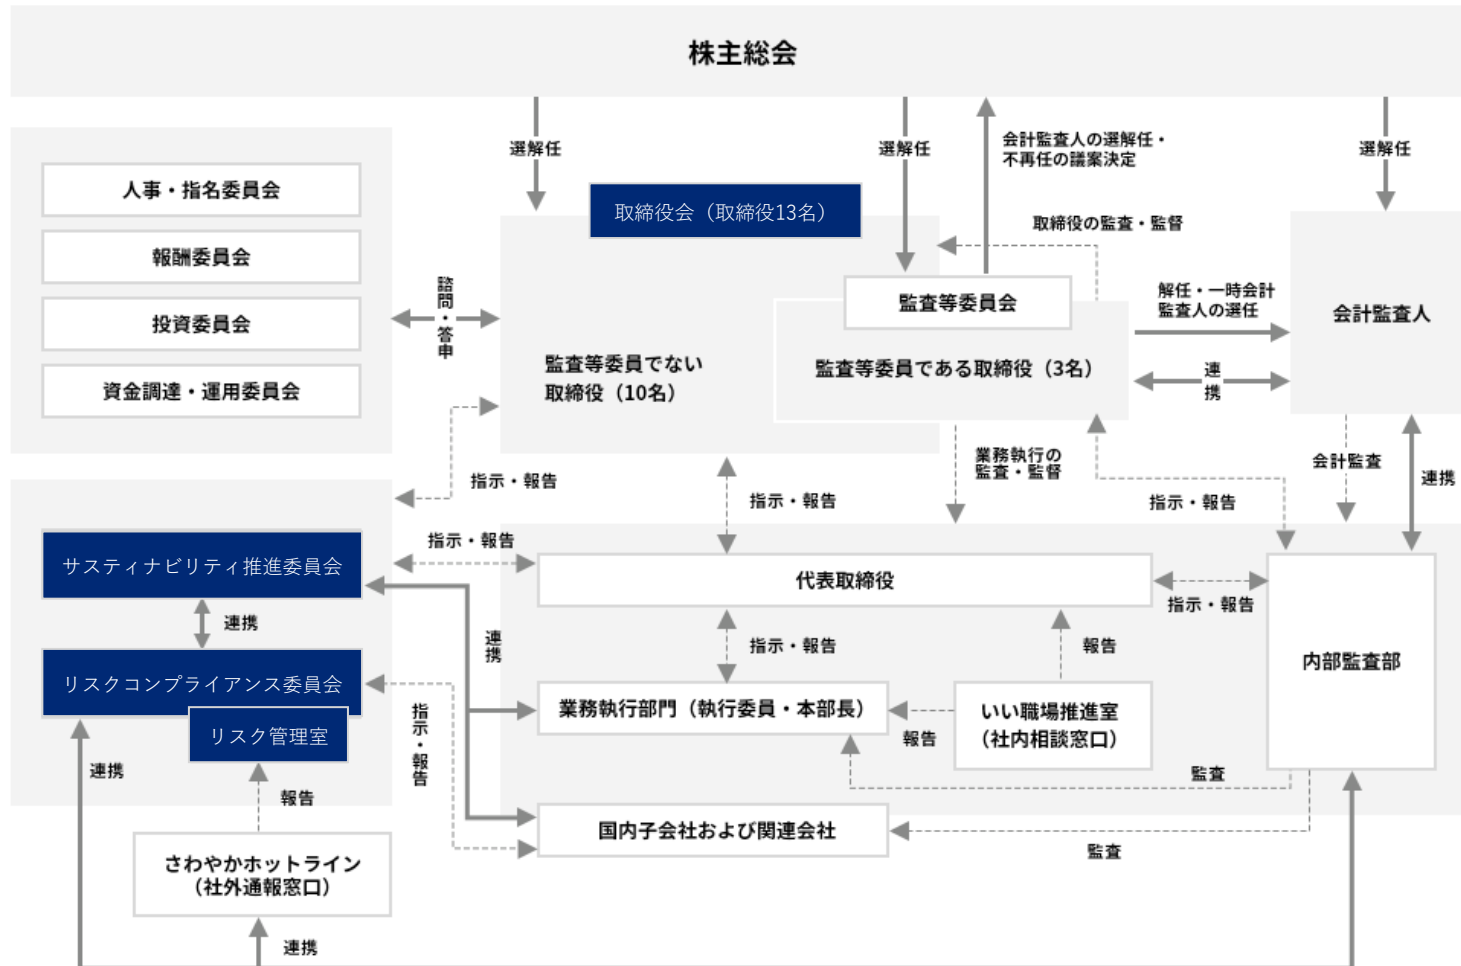 株主総会
選解任
選解任
会計監査人の選解任・
不再任の議案決定
選解任
人事・指名委員会
報酬委員会
投資委員会
資金調達・運用委員会
諮問・答申
取締役会（取締役13名）
取締役の監査・監督
監査等委員会
監査等委員でない
取締役（10名）
監査等委員である取締役（3名）
解任・一時会計
監査人の選任
連携
会計監査人
指示・報告
指示・報告
業務執行の
監査・監督
指示・報告
会計監査
連携
サスティナビリティ推進委員会
連携
リスクコンプライアンス委員会
リスク管理室
指示・報告
代表取締役
指示・報告
連携
指示・報告
報告
内部監査部
業務執行部門（執行委員・本部長）
報告
いい職場推進室
（社内相談窓口）
指示・報告
監査
連携
報告
国内子会社および関連会社
監査
さわやかホットライン
（社外通報窓口）
連携